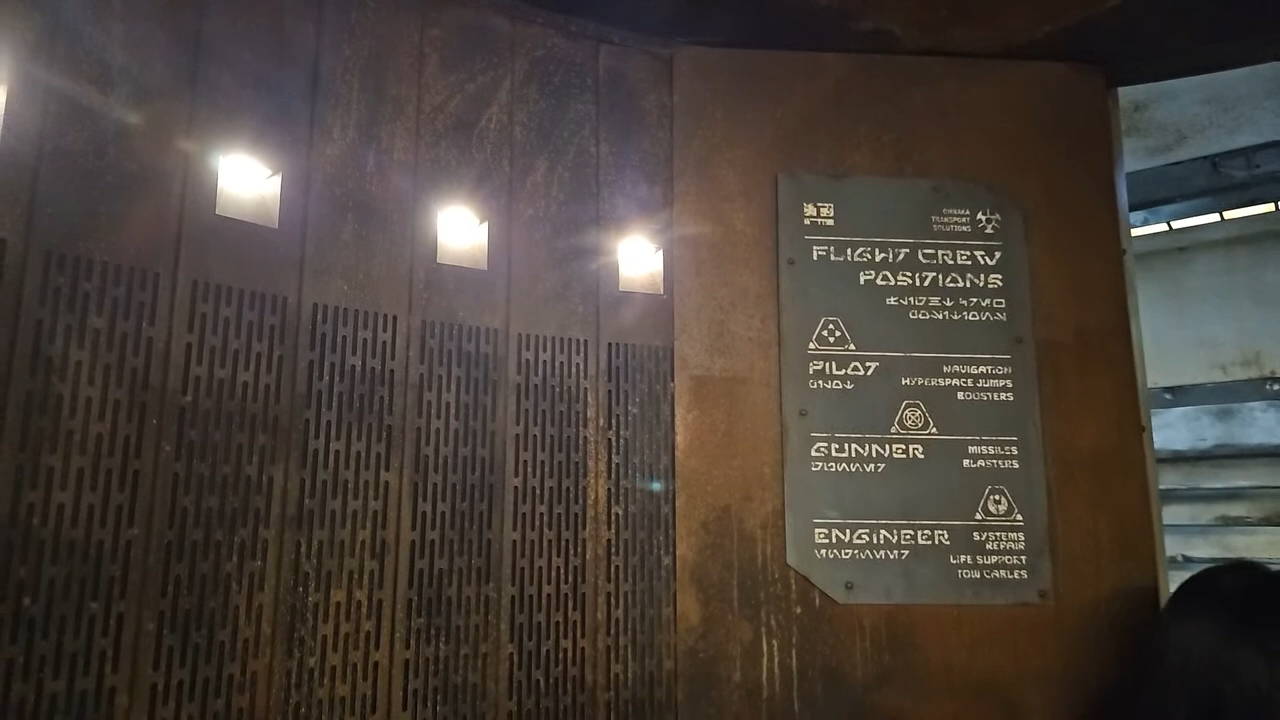 OHNAKA
TRANSPORT
SOLUTIONS
FLIGHT CREW
POSITIONS
PILOT
NAVIGATION
HYPERSPACE JUMPS
BOOSTERS
GUNNER
MISSILES
BLASTERS
ENGINEER
SYSTEMS
REPAIR
LIFE SUPPORT
TOW CABLES